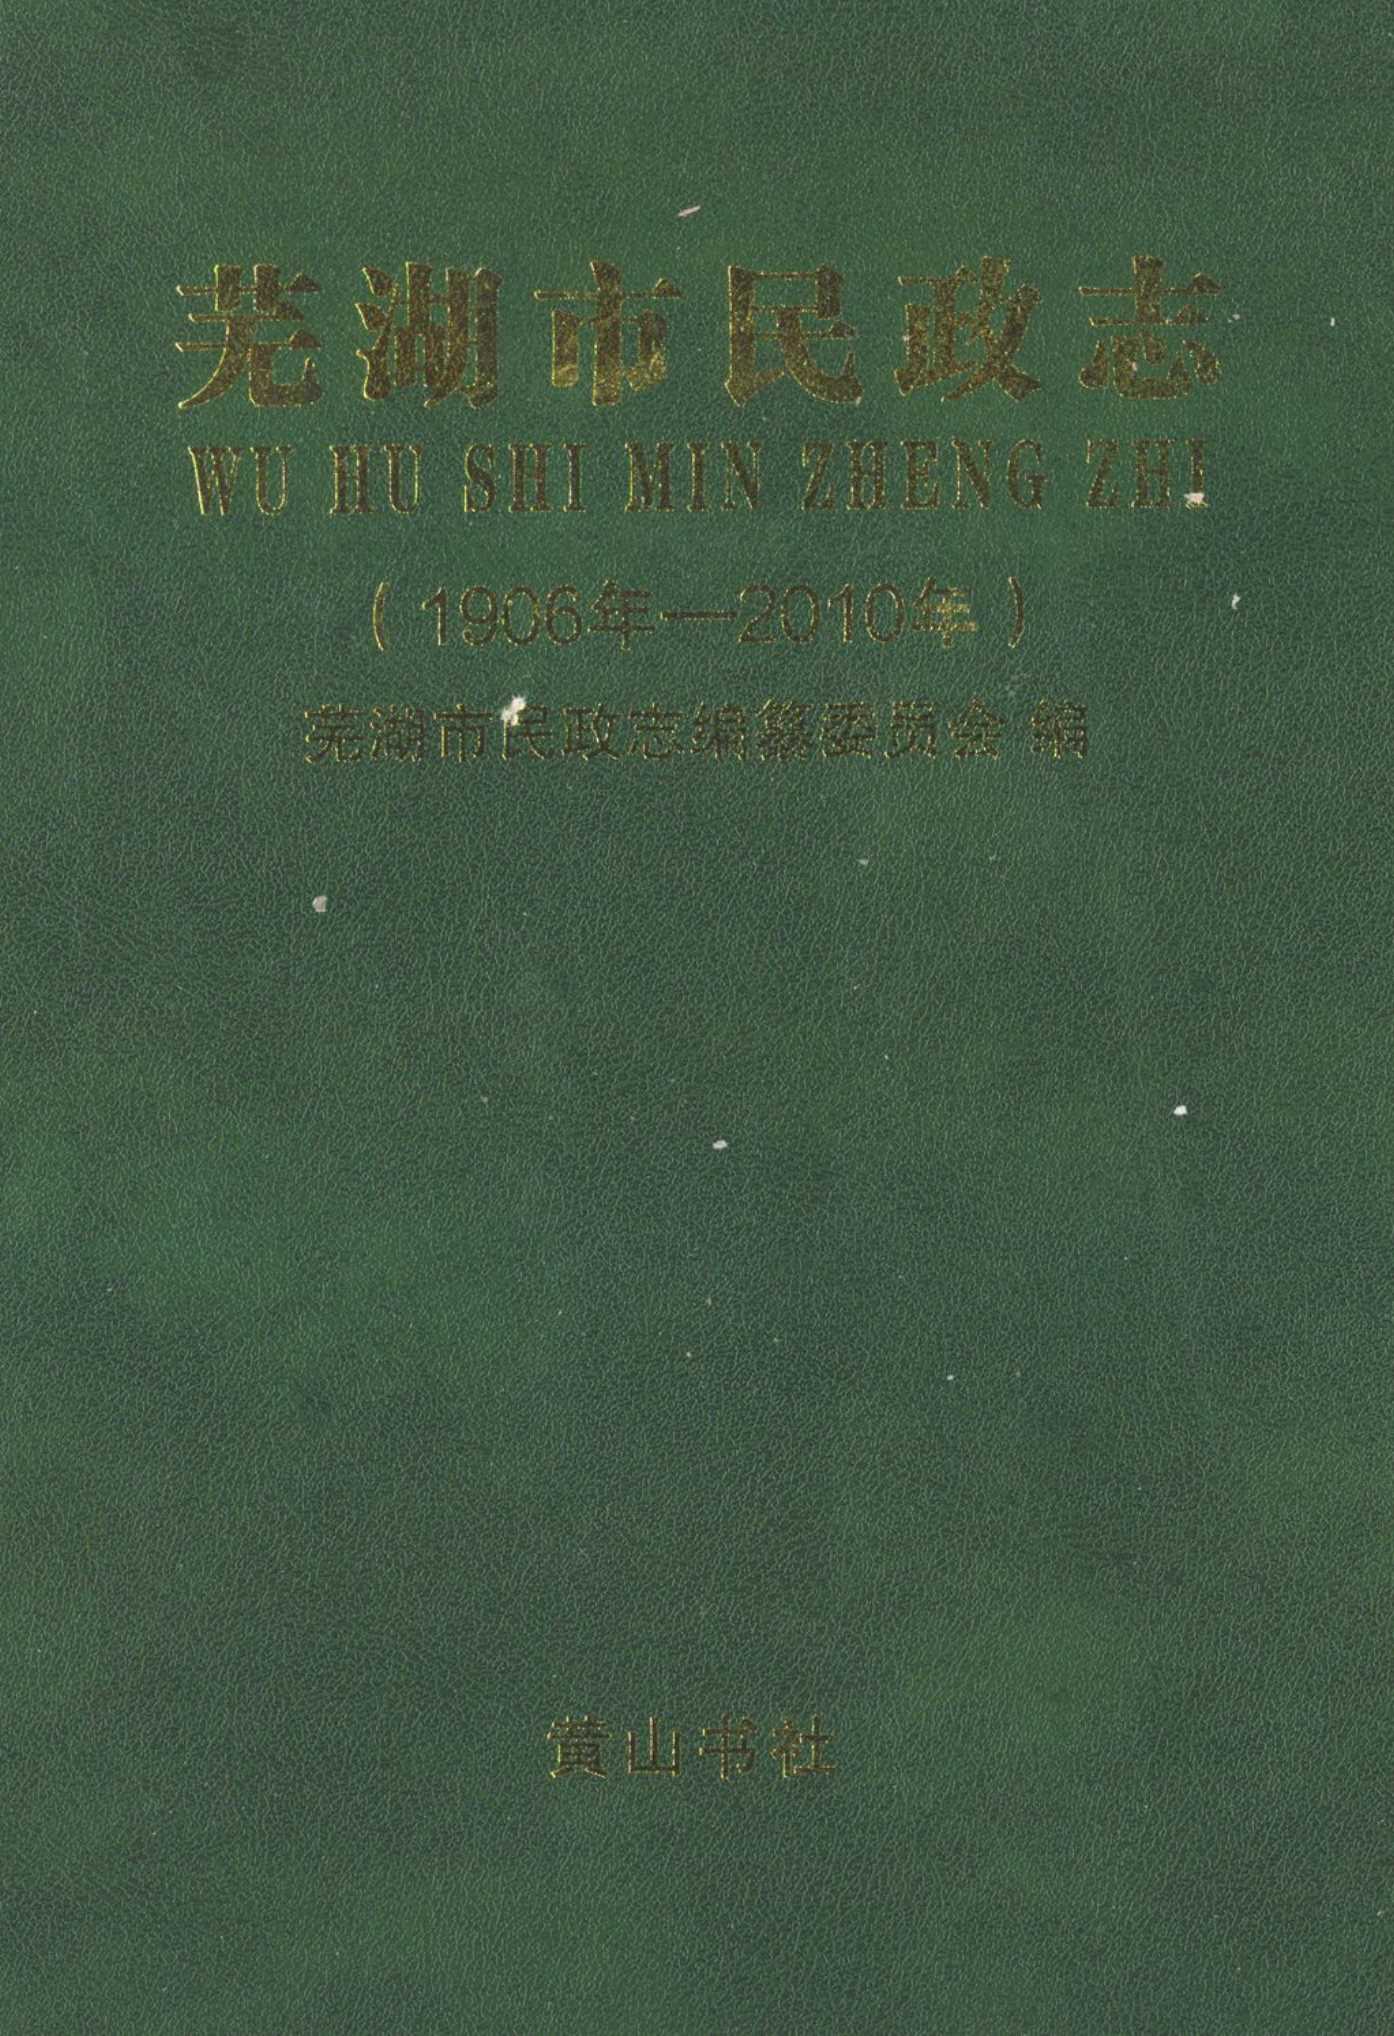 芜湖市民政志
WU HU SHI MIN ZHENG ZHI
（1906年—2010年）
芜湖市民政志编纂委员会 编
黄山书社